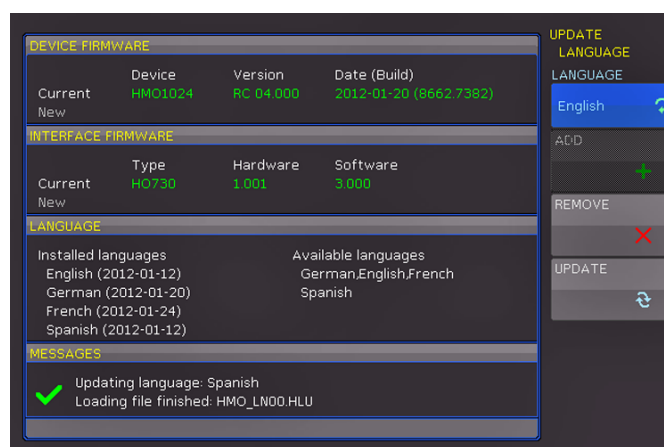 DEVICE FIRMWARE
Device Version Date (Build)
Current HMO1024 RC 04.000 2012-01-20 (8662.7382)
New
INTERFACE FIRMWARE
Type Hardware Software
Current HO730 1.001 3.000
New
LANGUAGE
Installed languages Available languages
English (2012-01-12) German,English,French
German (2012-01-20) Spanish
French (2012-01-24)
Spanish (2012-01-12)
MESSAGES
Updating language: Spanish
Loading file finished: HMO_LN00.HLU
UPDATE
LANGUAGE
LANGUAGE
English
ADD
REMOVE
UPDATE